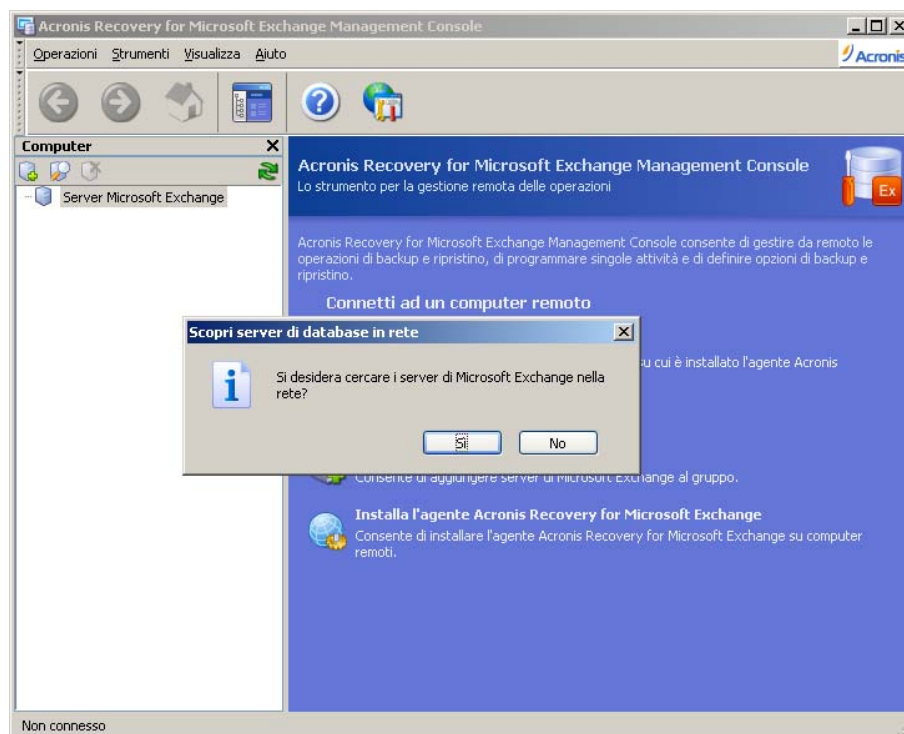 Acronis Recovery for Microsoft Exchange Management Console
Operazioni Strumenti Visualizza Aiuto
Acronis
Computer
Server Microsoft Exchange
Acronis Recovery for Microsoft Exchange Management Console
Lo strumento per la gestione remota delle operazioni
Ex
Acronis Recovery for Microsoft Exchange Management Console consente di gestire da remoto le
operazioni di backup e ripristino, di programmare singole attività e di definire opzioni di backup e
ripristino.
Connetti ad un computer remoto
Scopri server di database in rete
su cui è installato l'agente Acronis
Si desidera cercare i server di Microsoft Exchange nella
rete?
Sì No
Consente di aggiungere server di Microsoft Exchange al gruppo.
Installa l'agente Acronis Recovery for Microsoft Exchange
Consente di installare l'agente Acronis Recovery for Microsoft Exchange su computer
remoti.
Non connesso